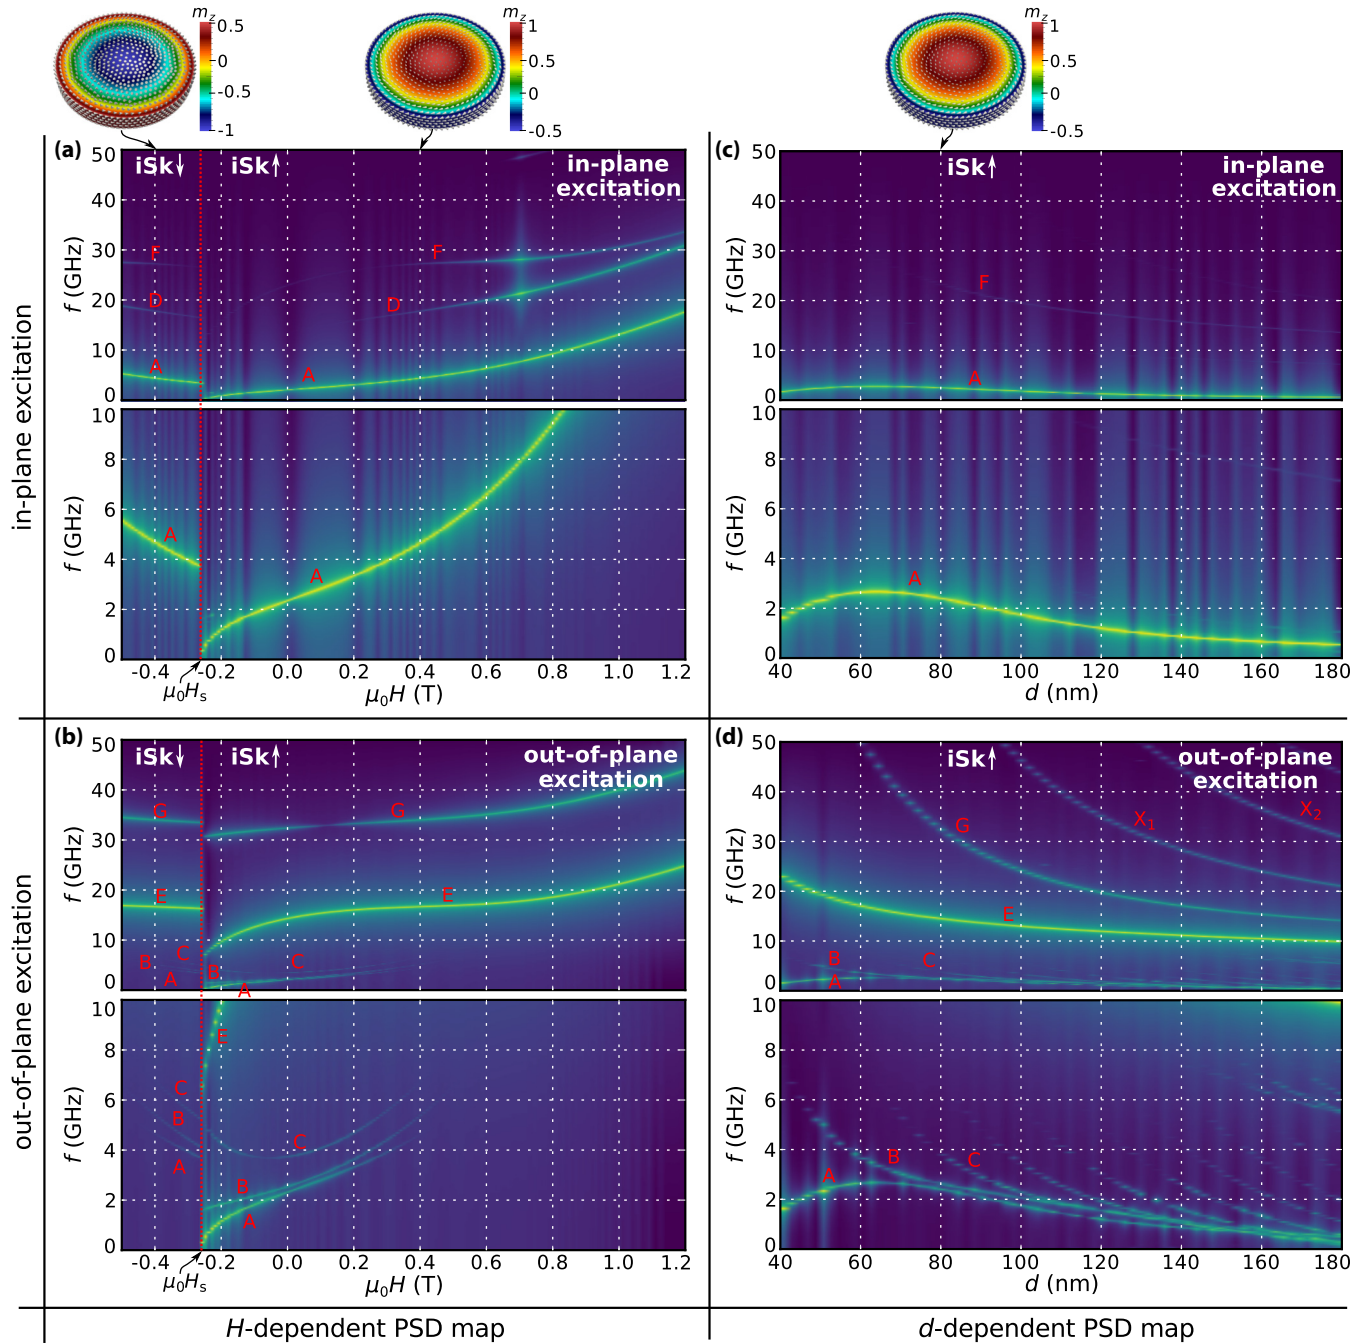 m_z
0.5
0
-0.5
-1
m_z
1
0.5
0
-0.5
m_z
1
0.5
0
-0.5
in-plane excitation
(a)
iSk↓
iSk↑
in-plane
excitation
50
40
30
20
10
0
f (GHz)
F
D
A
F
D
A
10
8
6
4
2
0
f (GHz)
A
A
-0.4
-0.2
0.0
0.2
0.4
0.6
0.8
1.0
1.2
μ₀Hₛ
μ₀H (T)
(c)
iSk↑
in-plane
excitation
50
40
30
20
10
0
f (GHz)
F
A
10
8
6
4
2
0
f (GHz)
A
40
60
80
100
120
140
160
180
d (nm)
out-of-plane excitation
(b)
iSk↓
iSk↑
out-of-plane
excitation
50
40
30
20
10
0
f (GHz)
G
E
C
B
A
G
E
C
B
A
10
8
6
4
2
0
f (GHz)
E
C
B
A
C
B
A
-0.4
-0.2
0.0
0.2
0.4
0.6
0.8
1.0
1.2
μ₀Hₛ
μ₀H (T)
(d)
iSk↑
out-of-plane
excitation
50
40
30
20
10
0
f (GHz)
X₁
X₂
G
E
B
C
A
10
8
6
4
2
0
f (GHz)
A
B
C
40
60
80
100
120
140
160
180
d (nm)
H-dependent PSD map
d-dependent PSD map